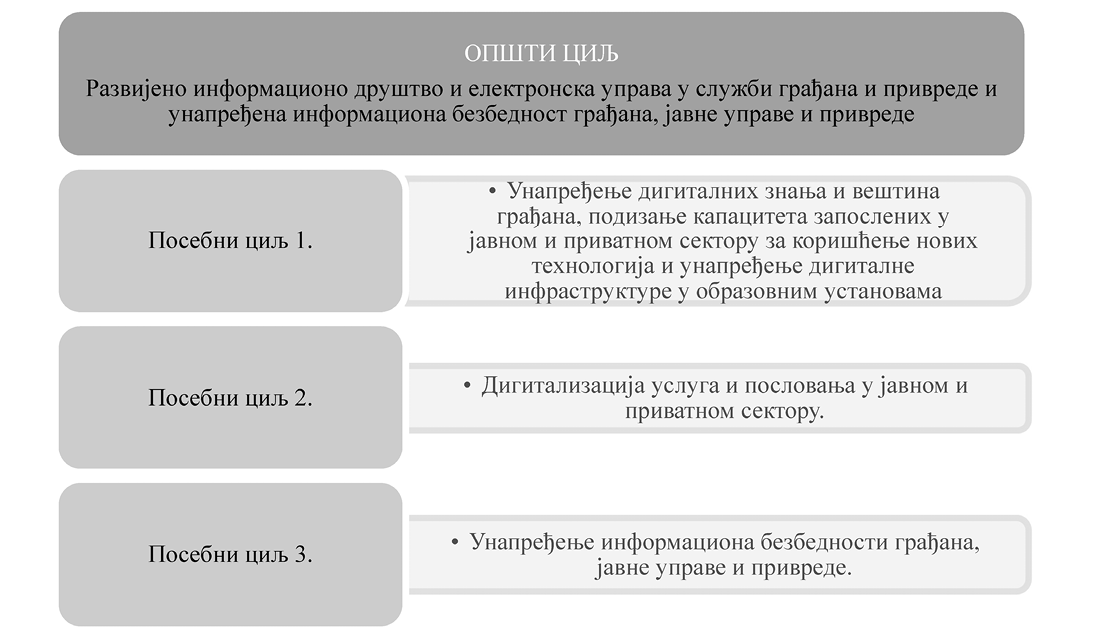 ОПШТИ ЦИЉ
Развијено информационо друштво и електронска управа у служби грађана и привреде и
унапређена информациона безбедност грађана, јавне управе и привреде
Посебни циљ 1.
• Унапређење дигиталних знања и вештина
грађана, подизање капацитета запослених у
јавном и приватном сектору за коришћење нових
технологија и унапређење дигиталне
инфраструктуре у образовним установама
Посебни циљ 2.
• Дигитализација услуга и пословања у јавном и
приватном сектору.
Посебни циљ 3.
• Унапређење информациона безбедности грађана,
јавне управе и привреде.